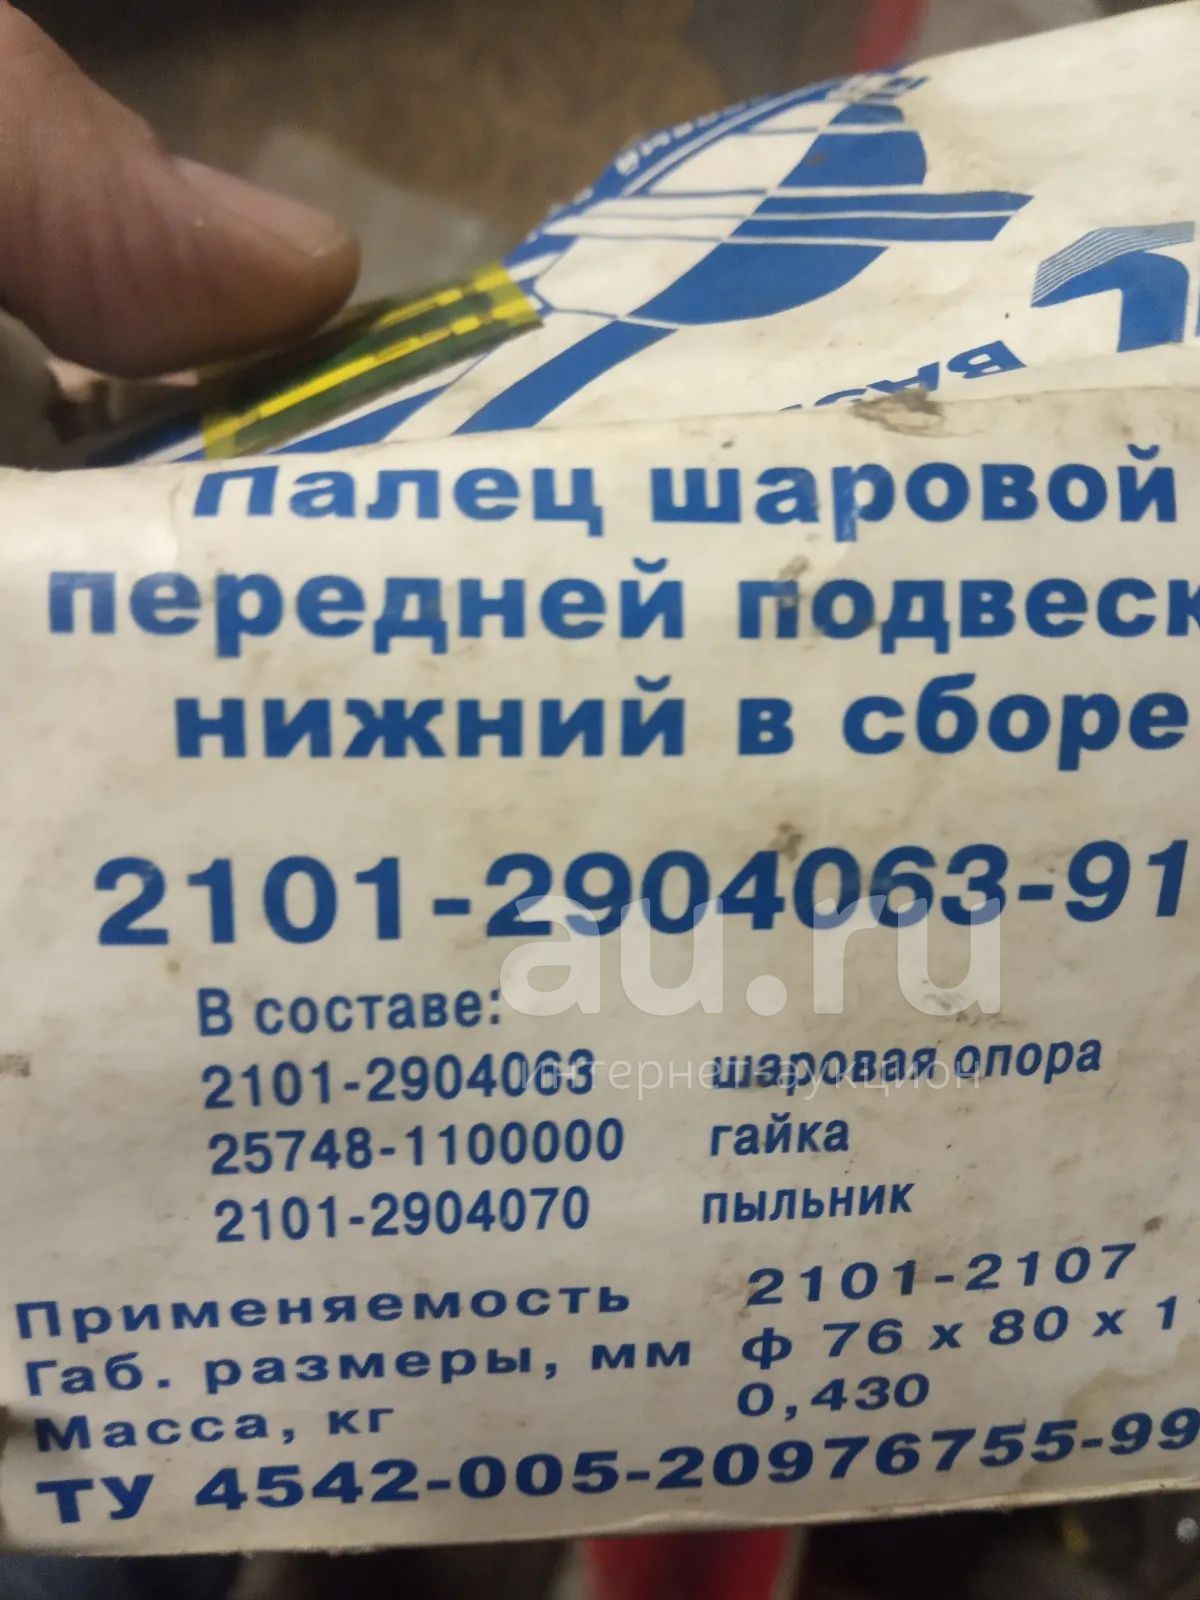 Палец шаровой
передней подвеск
нижний в сборе
2101-2904063-91
au.ru
интернет-аукцион
В составе:
2101-2904063 шаровая опора
25748-1100000 гайка
2101-2904070 пыльник
Применяемость 2101-2107
Габ. размеры, мм ф 76 х 80 х 1
Масса, кг 0,430
ТУ 4542-005-20976755-99